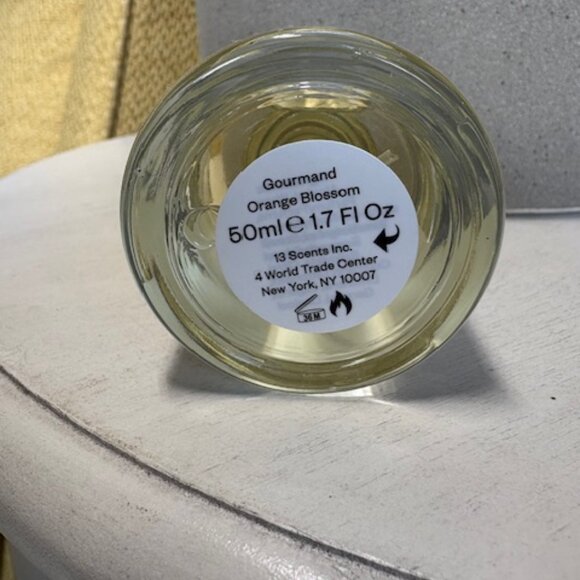 Gourmand
Orange Blossom
50ml ℮ 1.7 Fl Oz
13 Scents Inc.
4 World Trade Center
New York, NY 10007
36 M